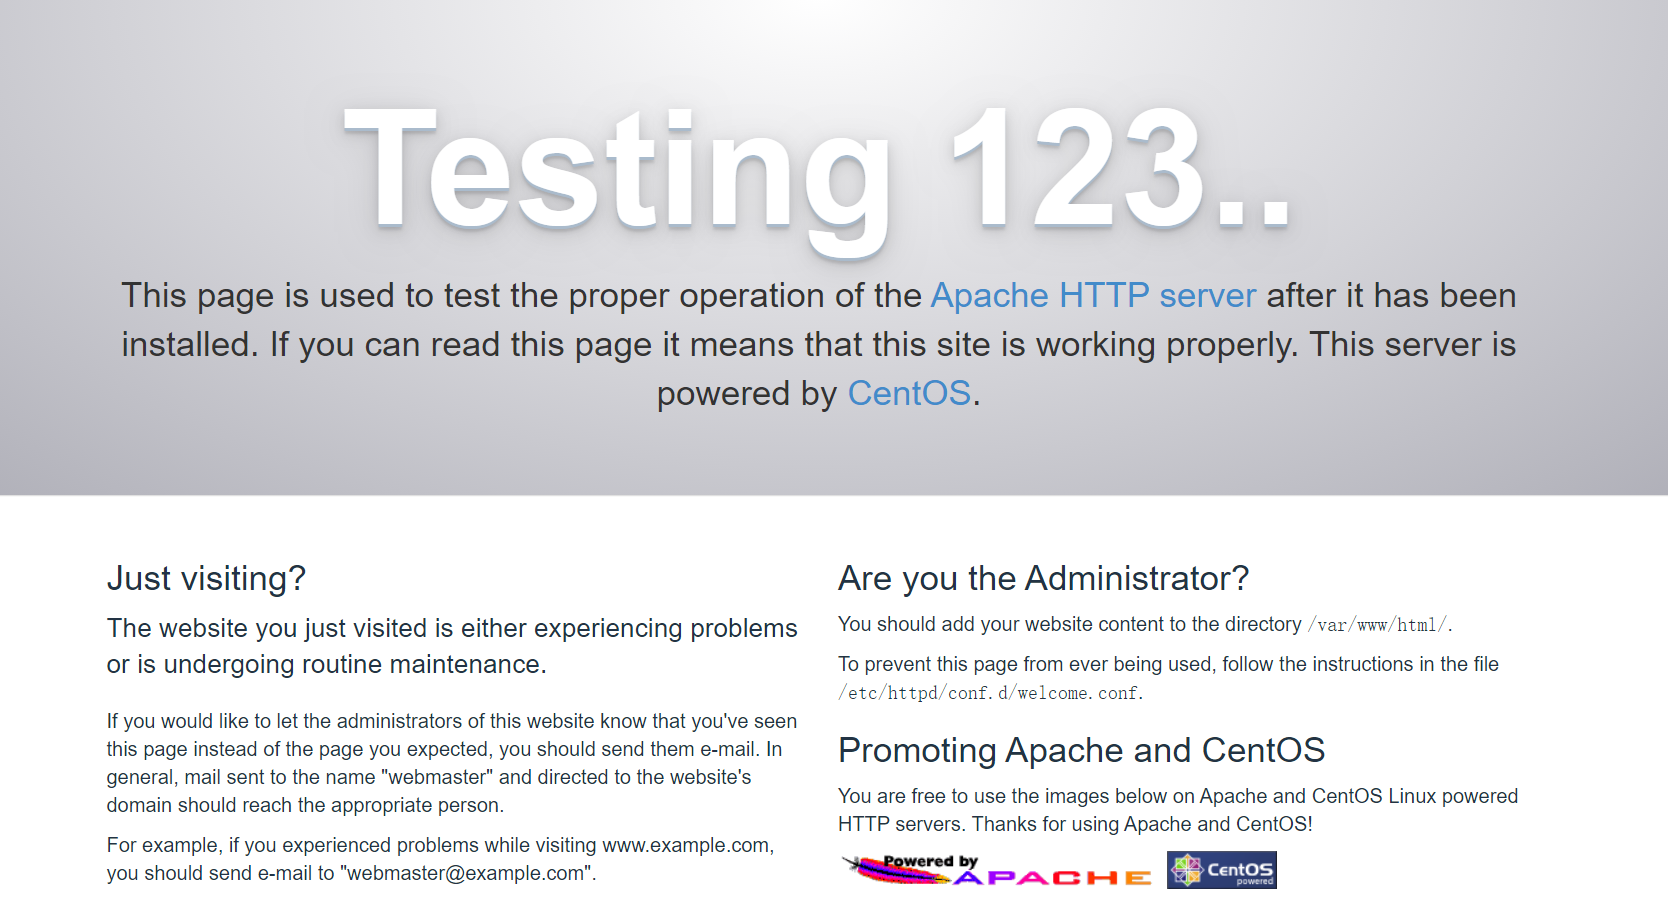 Testing 123..
This page is used to test the proper operation of the Apache HTTP server after it has been
installed. If you can read this page it means that this site is working properly. This server is
powered by CentOS.
Just visiting?
The website you just visited is either experiencing problems
or is undergoing routine maintenance.
If you would like to let the administrators of this website know that you've seen
this page instead of the page you expected, you should send them e-mail. In
general, mail sent to the name "webmaster" and directed to the website's
domain should reach the appropriate person.
For example, if you experienced problems while visiting www.example.com,
you should send e-mail to "webmaster@example.com".
Are you the Administrator?
You should add your website content to the directory /var/www/html/.
To prevent this page from ever being used, follow the instructions in the file
/etc/httpd/conf.d/welcome.conf.
Promoting Apache and CentOS
You are free to use the images below on Apache and CentOS Linux powered
HTTP servers. Thanks for using Apache and CentOS!
Powered by
APACHE
CentOS
powered